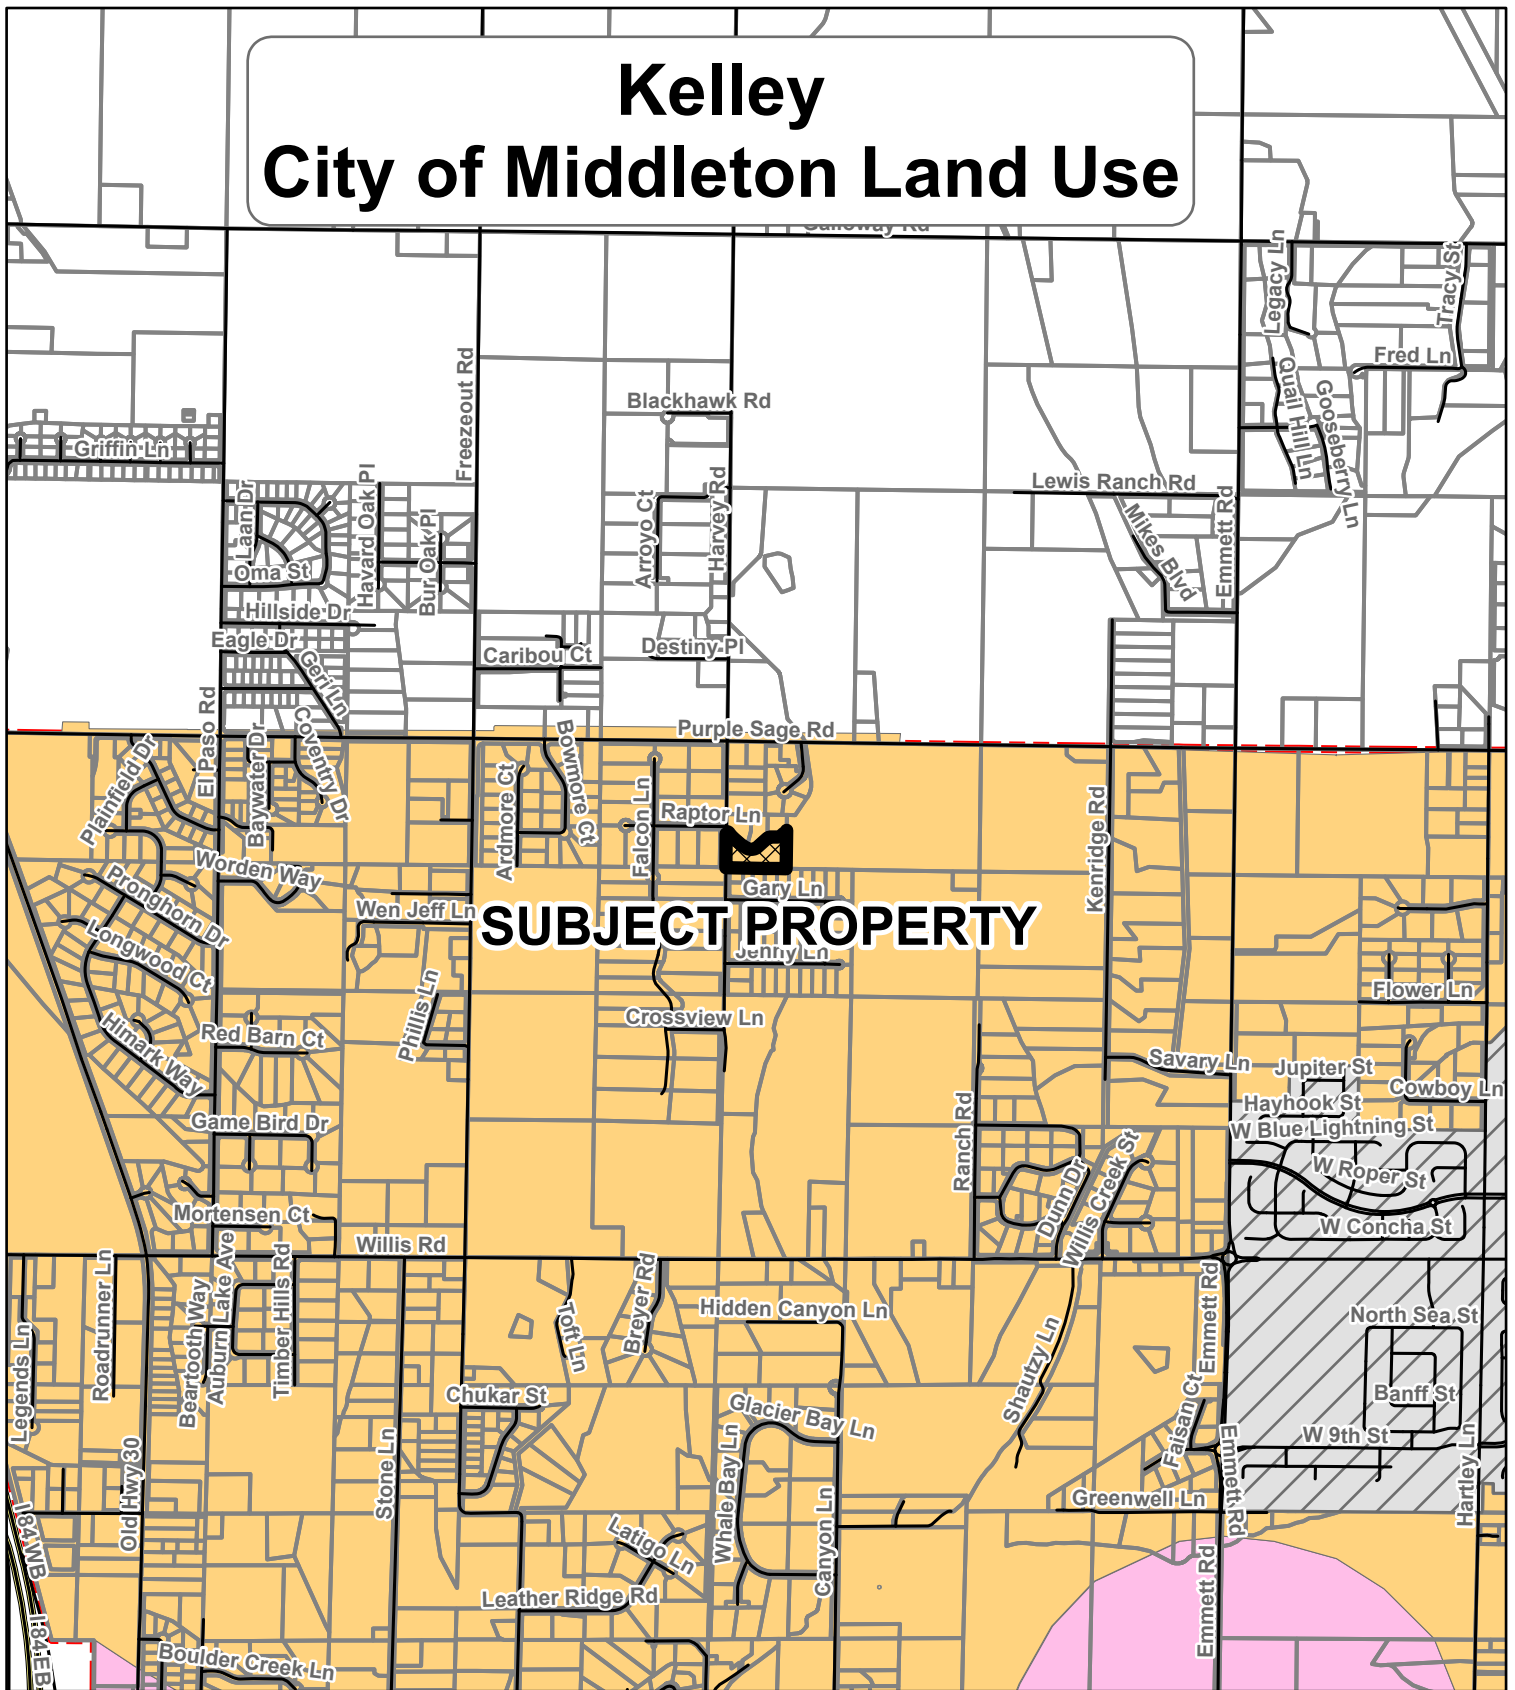 Kelley
City of Middleton Land Use
Galloway Rd
Legacy Ln
Tracy St
Fred Ln
Freezeout Rd
Blackhawk Rd
Quail Hill Ln
Gooseberry Ln
Griffin Ln
Lewis Ranch Rd
Laan Dr
Havard Oak Pl
Bur Oak Pl
Arroyo Ct
Harvey Rd
Mikes Blvd
Emmett Rd
Oma St
Hillside Dr
Eagle Dr
Geri Ln
Caribou Ct
Destiny Pl
El Paso Rd
Purple Sage Rd
Plainfield Dr
Baywater Dr
Coventry Dr
Ardmore Ct
Bowmore Ct
Falcon Ln
Raptor Ln
Kenridge Rd
Worden Way
Gary Ln
Pronghorn Dr
Wen Jeff Ln
SUBJECT PROPERTY
Longwood Ct
Jenny Ln
Phillis Ln
Flower Ln
Himark Way
Red Barn Ct
Crossview Ln
Savary Ln
Jupiter St
Cowboy Ln
Hayhook St
Game Bird Dr
Ranch Rd
W Blue Lightning St
W Roper St
Dunn Dr
Willis Creek St
Mortensen Ct
W Concha St
Willis Rd
Legends Ln
Roadrunner Ln
Beartooth Way
Auburn Lake Ave
Timber Hills Rd
Toft Ln
Breyer Rd
Hidden Canyon Ln
Shautzy Ln
Emmett Rd
North Sea St
Chukar St
Glacier Bay Ln
Faisan Ct
Banff St
W 9th St
Old Hwy 30
Stone Ln
Whale Bay Ln
Canyon Ln
Greenwell Ln
Emmett Rd
Hartley Ln
I 84 WB
Latigo Ln
Leather Ridge Rd
Emmett Rd
I 84 EB
Boulder Creek Ln